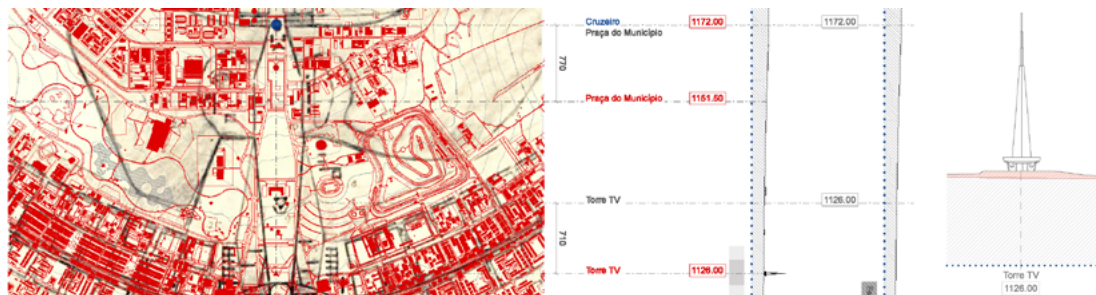 Cruzeiro 1172.00 1172.00
Praça do Município
770
Praça do Município 1151.50
Torre TV 1126.00
710
Torre TV 1126.00
Torre TV
1126.00